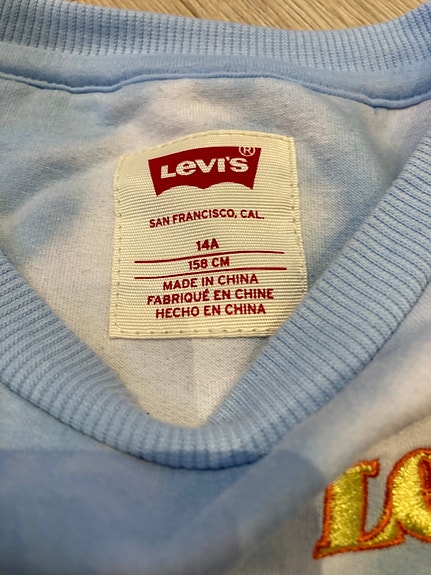 LEVI'S®
SAN FRANCISCO, CAL.
14A
158 CM
MADE IN CHINA
FABRIQUÉ EN CHINE
HECHO EN CHINA